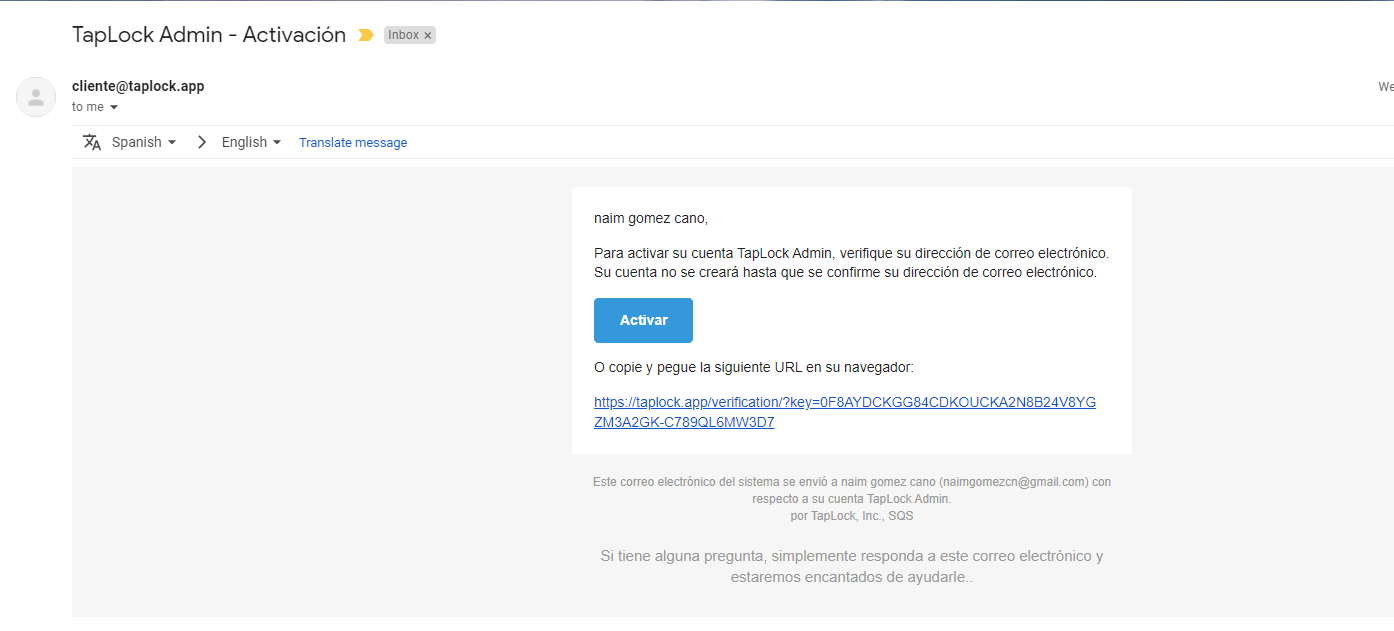 TapLock Admin - Activación
Inbox ×
cliente@taplock.app
We
to me
Spanish
English
Translate message
naim gomez cano,
Para activar su cuenta TapLock Admin, verifique su dirección de correo electrónico.
Su cuenta no se creará hasta que se confirme su dirección de correo electrónico.
Activar
O copie y pegue la siguiente URL en su navegador:
https://taplock.app/verification/?key=0F8AYDCKGG84CDKOUCKA2N8B24V8YG
ZM3A2GK-C789QL6MW3D7
Este correo electrónico del sistema se envió a naim gomez cano (naimgomezcn@gmail.com) con
respecto a su cuenta TapLock Admin.
por TapLock, Inc., SQS
Si tiene alguna pregunta, simplemente responda a este correo electrónico y
estaremos encantados de ayudarle..